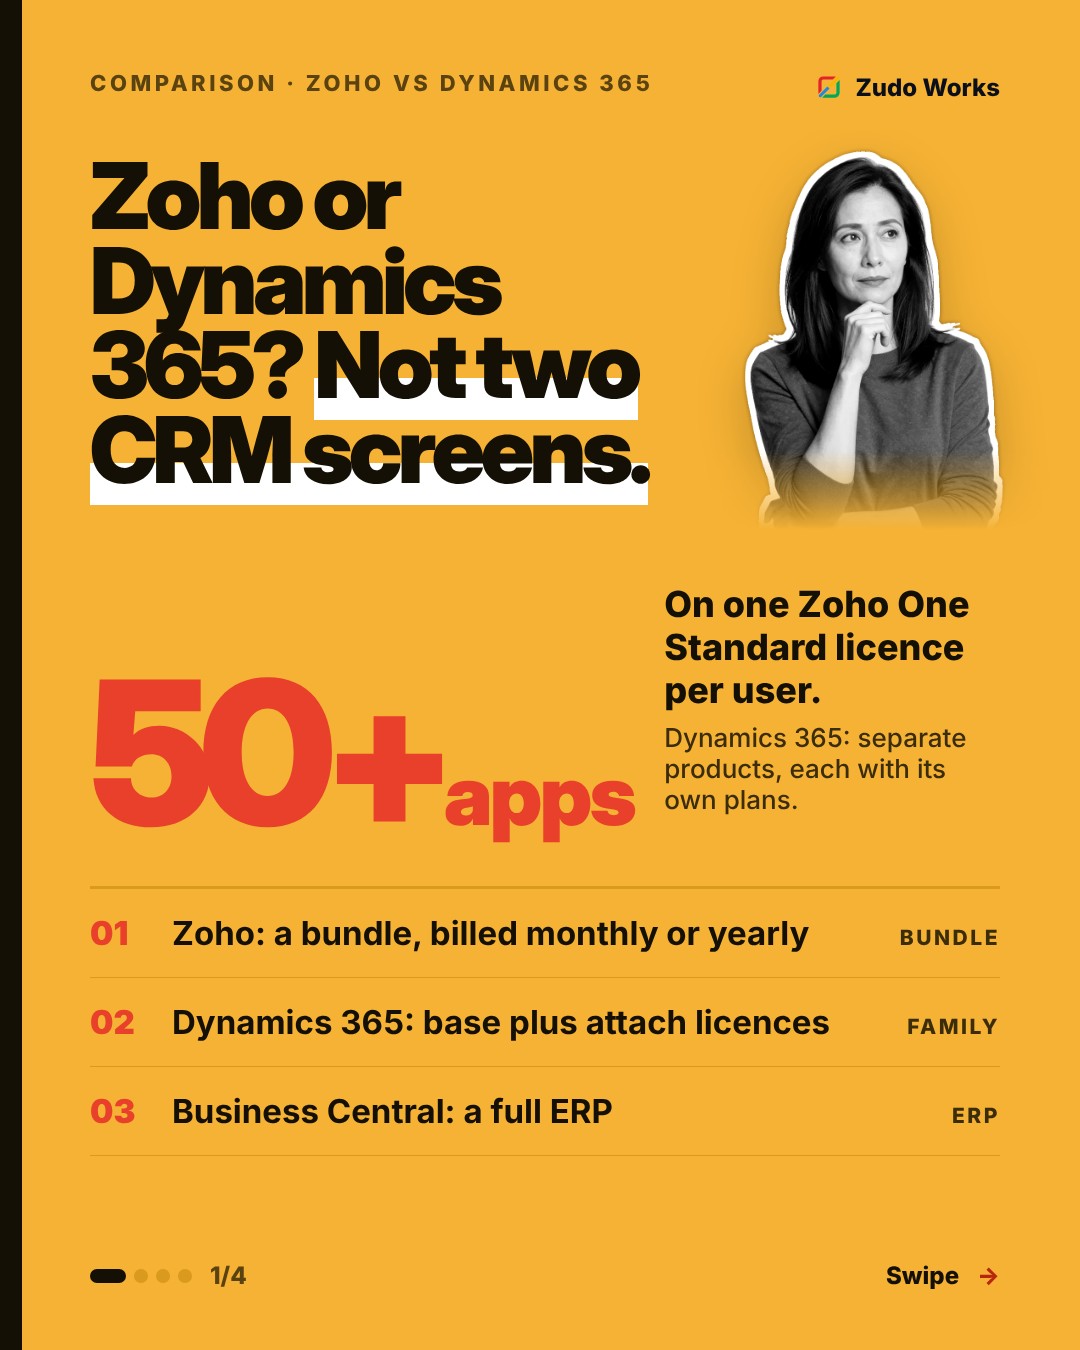 COMPARISON · ZOHO VS DYNAMICS 365
Zudo Works
Zoho or
Dynamics
365? Not two
CRM screens.
50+ apps
On one Zoho One
Standard licence
per user.
Dynamics 365: separate
products, each with its
own plans.
01 Zoho: a bundle, billed monthly or yearly BUNDLE
02 Dynamics 365: base plus attach licences FAMILY
03 Business Central: a full ERP ERP
1/4
Swipe →